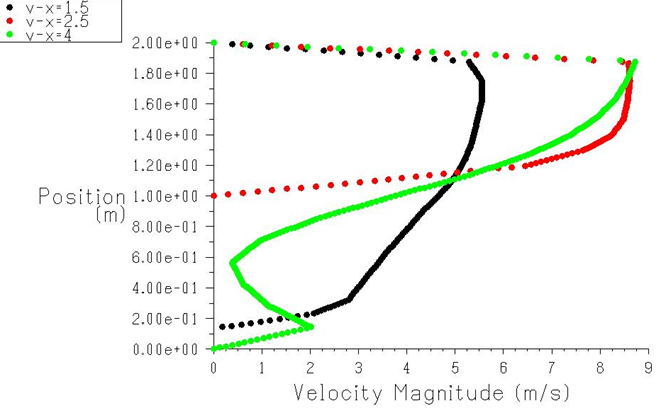 v-x=1.5
v-x=2.5
v-x=4
2.00e+00
1.80e+00
1.60e+00
1.40e+00
1.20e+00
Position
(m)
1.00e+00
8.00e-01
6.00e-01
4.00e-01
2.00e-01
0.00e+00
0 1 2 3 4 5 6 7 8 9
Velocity Magnitude (m/s)